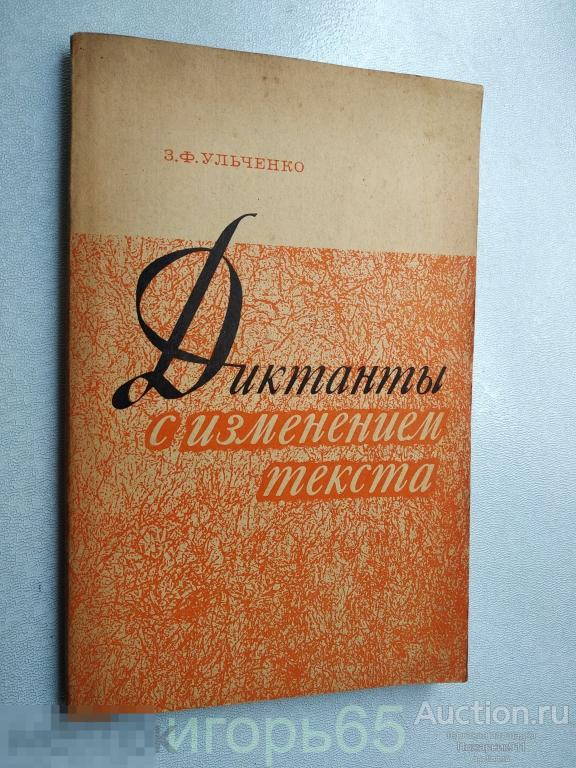 З.Ф.УЛЬЧЕНКО
Диктанты
с изменением
текста
игорь65
Auction.ru